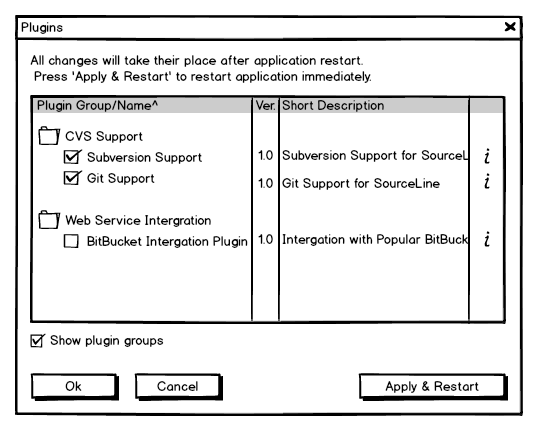 Plugins
All changes will take their place after application restart.
Press 'Apply & Restart' to restart application immediately.
Plugin Group/Name^ Ver. Short Description
CVS Support
Subversion Support 1.0 Subversion Support for SourceL i
Git Support 1.0 Git Support for SourceLine i
Web Service Intergration
BitBucket Intergation Plugin 1.0 Intergation with Popular BitBuck i
Show plugin groups
Ok Cancel Apply & Restart